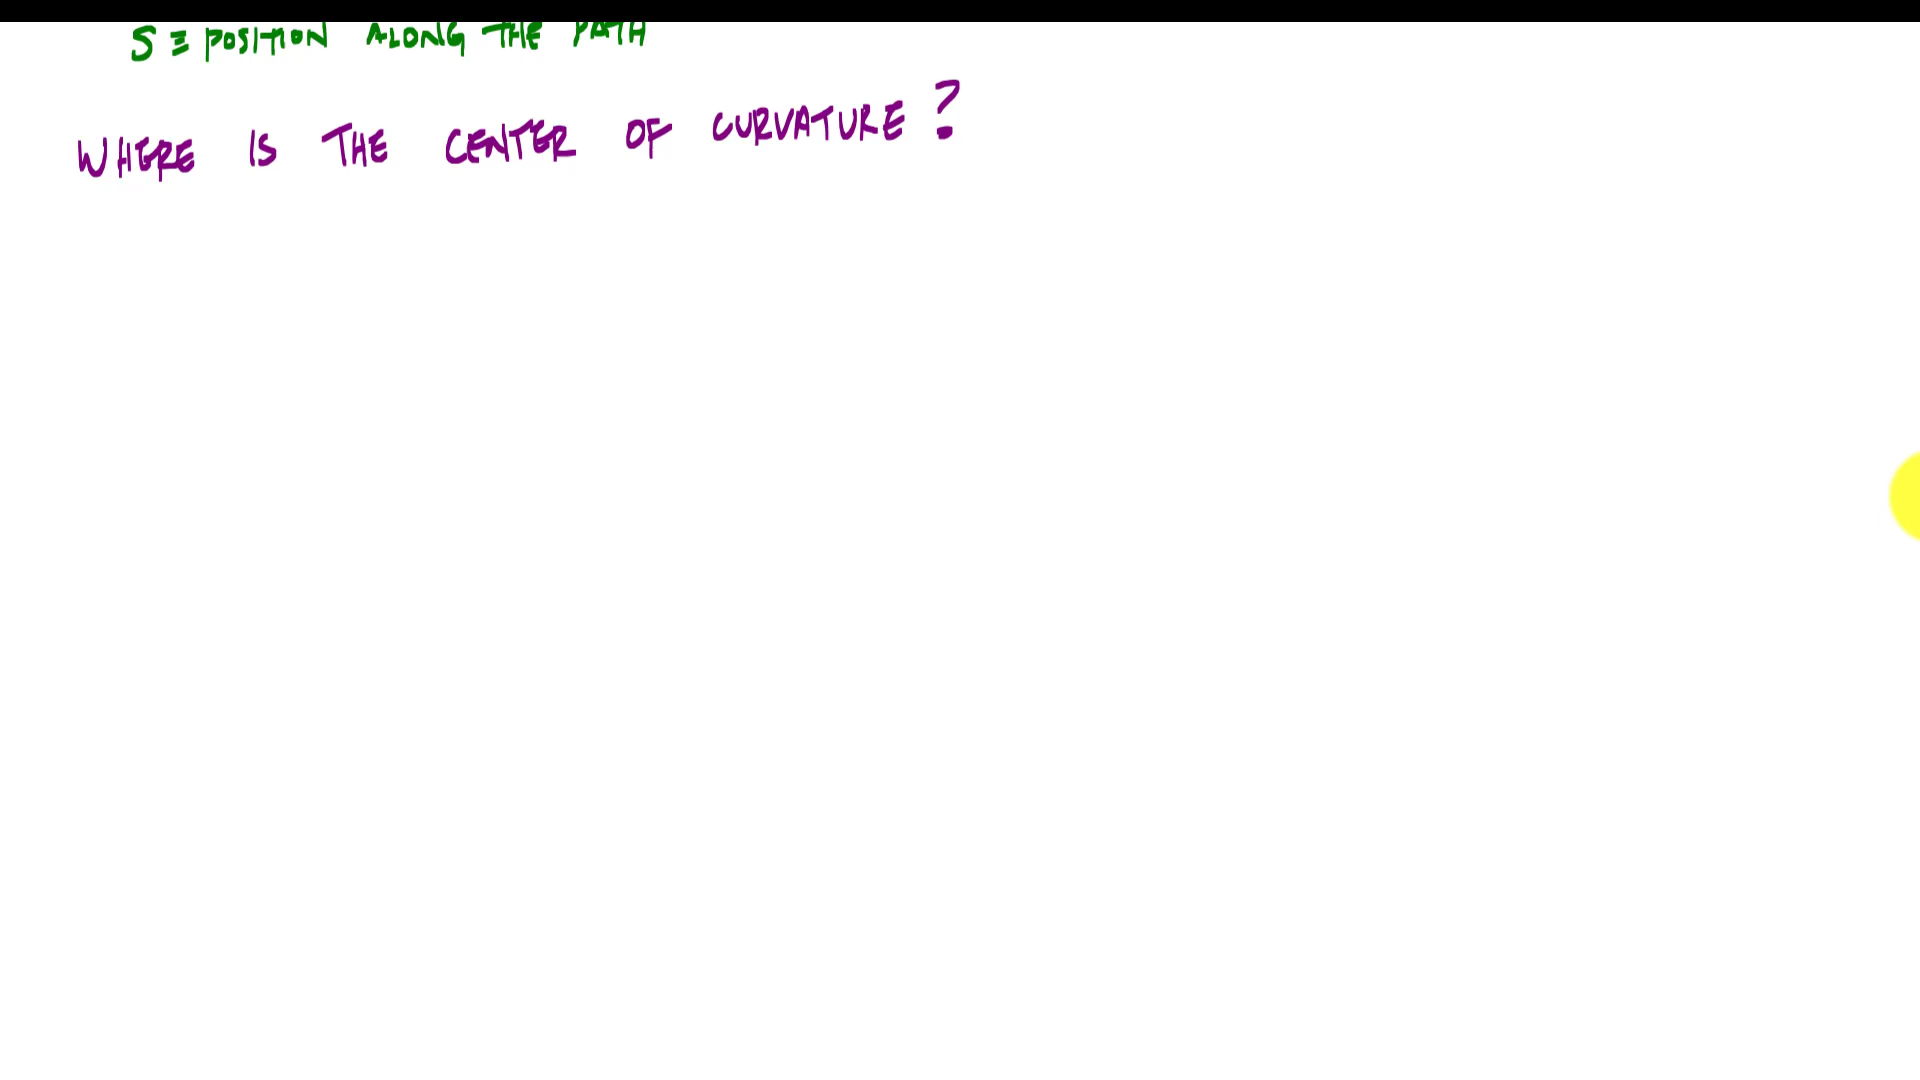 S ≡ POSITION ALONG THE PATH
WHERE IS THE CENTER OF CURVATURE?